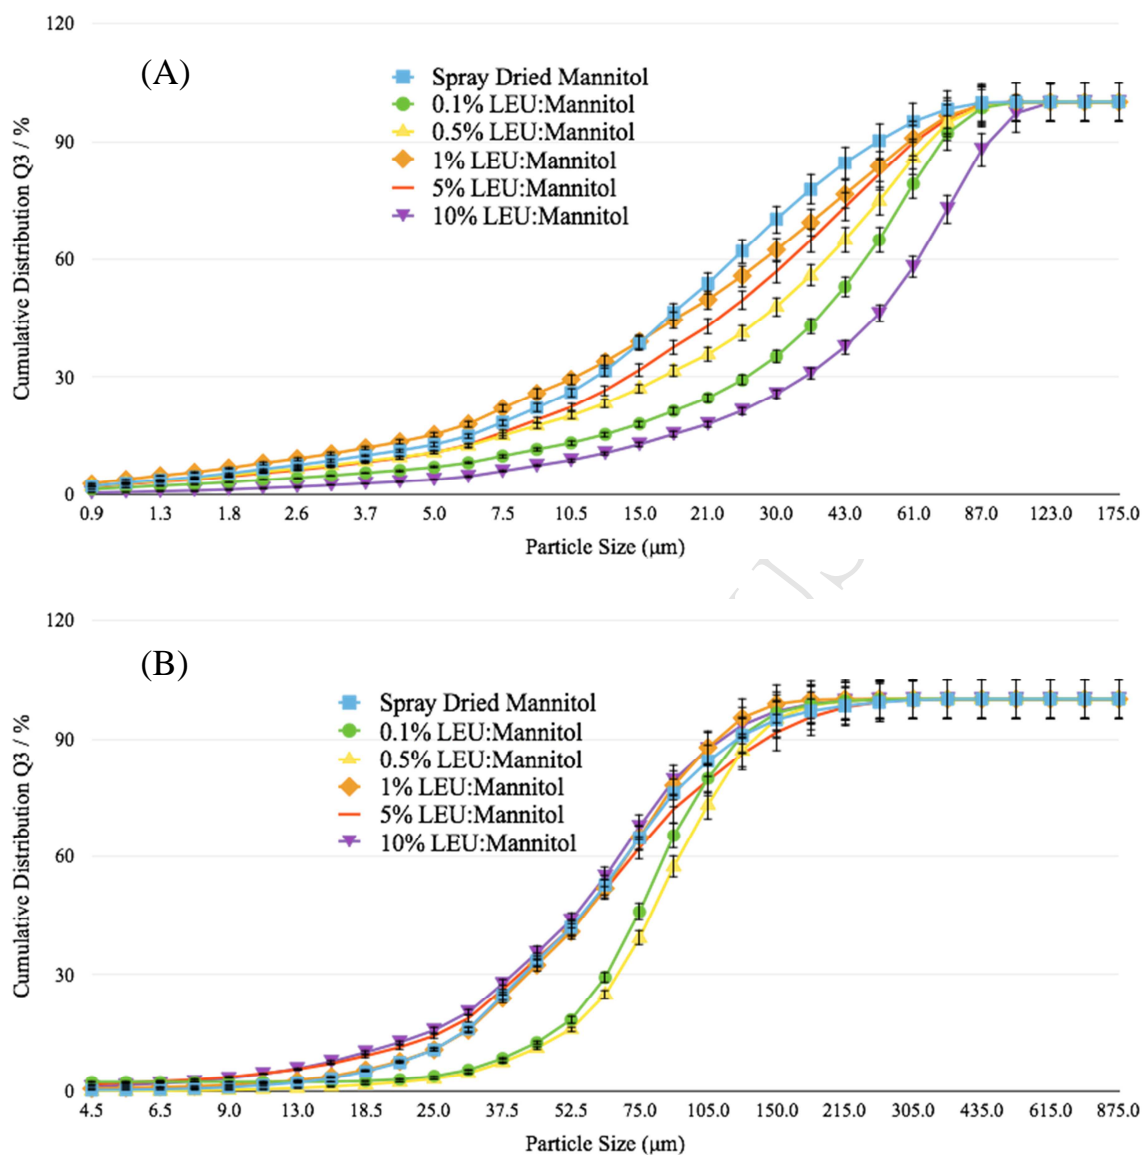 120
(A)
Spray Dried Mannitol
0.1% LEU:Mannitol
0.5% LEU:Mannitol
1% LEU:Mannitol
5% LEU:Mannitol
10% LEU:Mannitol
90
60
30
0
Cumulative Distribution Q3 / %
0.9 1.3 1.8 2.6 3.7 5.0 7.5 10.5 15.0 21.0 30.0 43.0 61.0 87.0 123.0 175.0
Particle Size (µm)
120
(B)
Spray Dried Mannitol
0.1% LEU:Mannitol
0.5% LEU:Mannitol
1% LEU:Mannitol
5% LEU:Mannitol
10% LEU:Mannitol
90
60
30
0
Cumulative Distribution Q3 / %
4.5 6.5 9.0 13.0 18.5 25.0 37.5 52.5 75.0 105.0 150.0 215.0 305.0 435.0 615.0 875.0
Particle Size (µm)